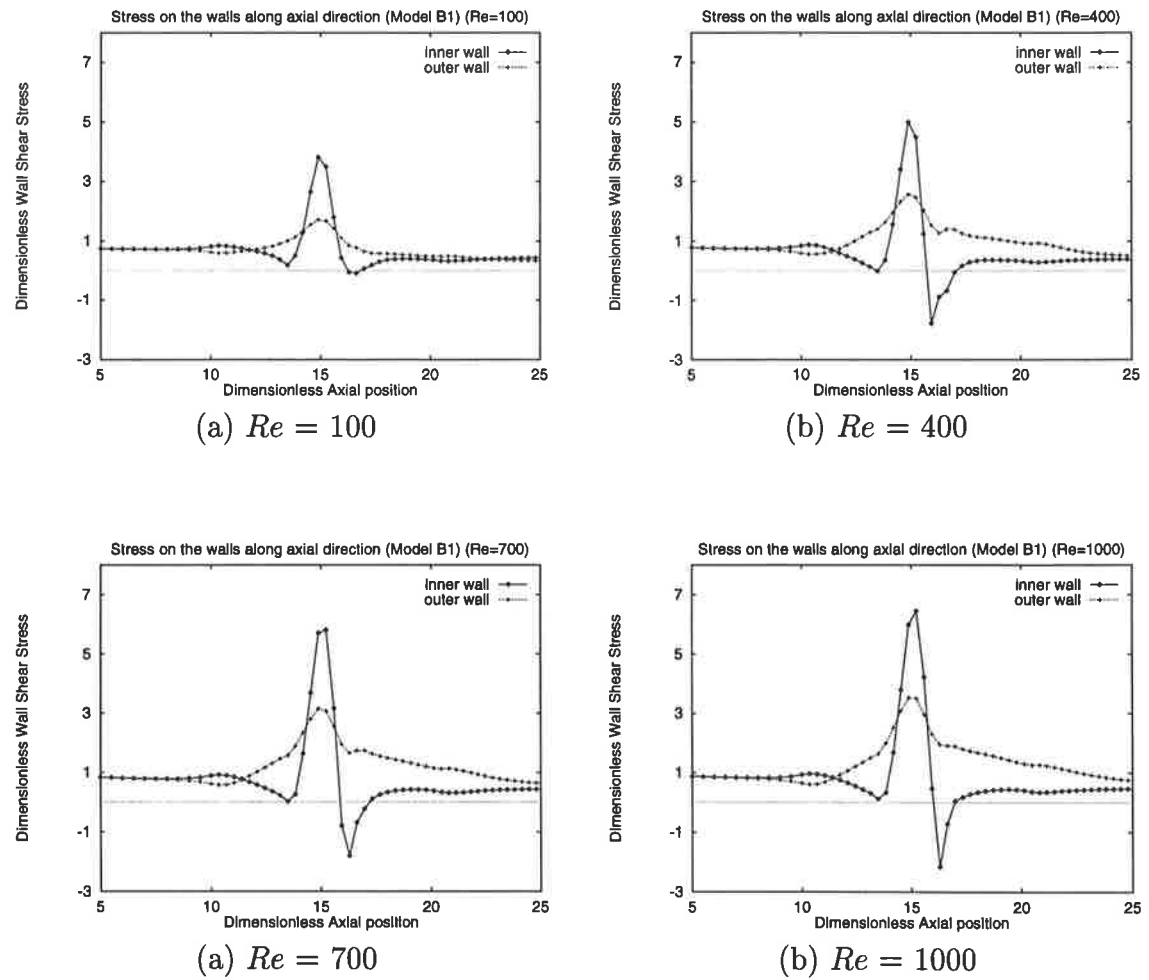 Stress on the walls along axial direction (Model B1) (Re=100)
inner wall
outer wall
Dimensionless Wall Shear Stress
7
5
3
1
-1
-3
5 10 15 20 25
Dimensionless Axial position
(a) Re = 100
Stress on the walls along axial direction (Model B1) (Re=400)
inner wall
outer wall
Dimensionless Wall Shear Stress
7
5
3
1
-1
-3
5 10 15 20 25
Dimensionless Axial position
(b) Re = 400
Stress on the walls along axial direction (Model B1) (Re=700)
inner wall
outer wall
Dimensionless Wall Shear Stress
7
5
3
1
-1
-3
5 10 15 20 25
Dimensionless Axial position
(a) Re = 700
Stress on the walls along axial direction (Model B1) (Re=1000)
inner wall
outer wall
Dimensionless Wall Shear Stress
7
5
3
1
-1
-3
5 10 15 20 25
Dimensionless Axial position
(b) Re = 1000